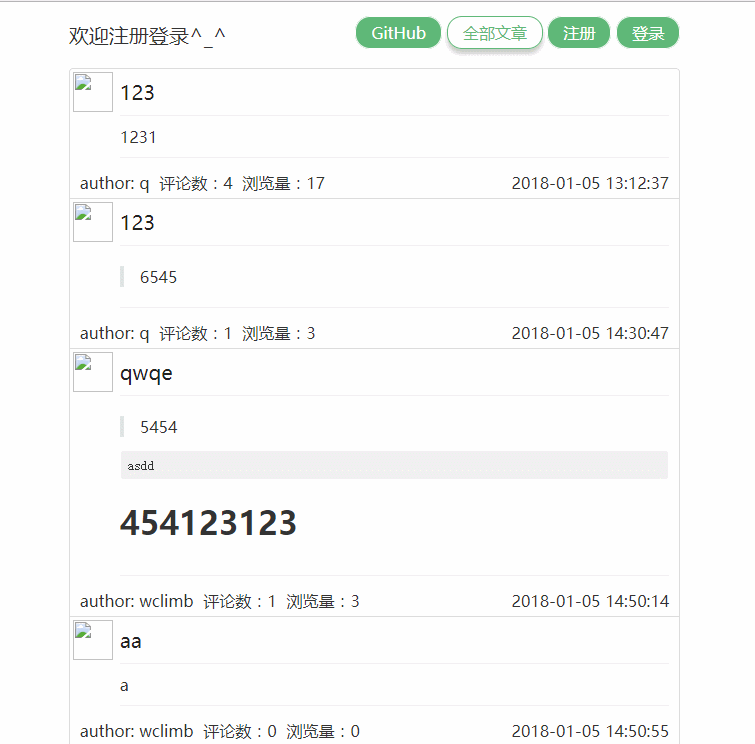 欢迎注册登录^_^ GitHub 全部文章 注册 登录
123
1231
author: q 评论数：4 浏览量：17 2018-01-05 13:12:37
123
6545
author: q 评论数：1 浏览量：3 2018-01-05 14:30:47
qwqe
5454
asdd
454123123
author: wclimb 评论数：1 浏览量：3 2018-01-05 14:50:14
aa
a
author: wclimb 评论数：0 浏览量：0 2018-01-05 14:50:55